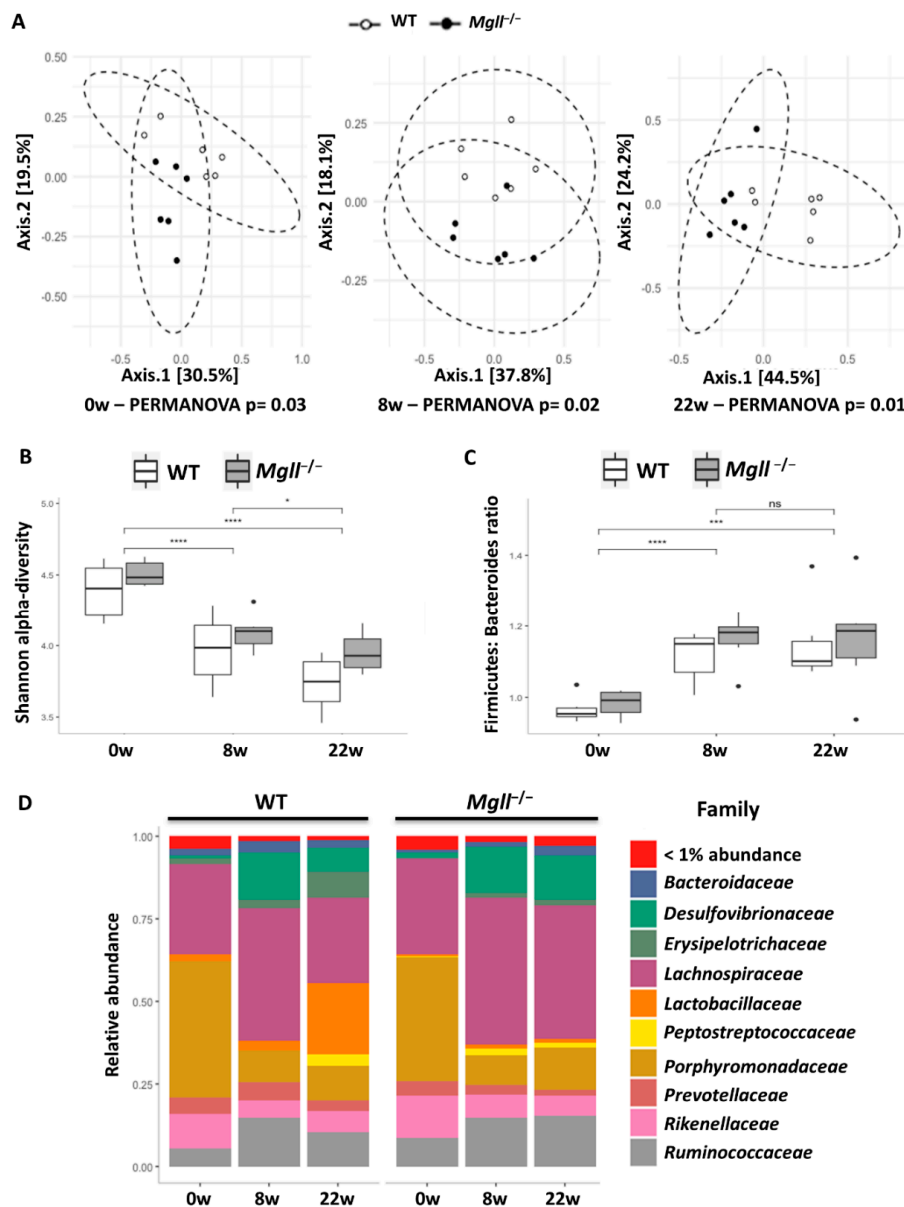 A
WT Mgll−/−
0.50
0.25
0.00
-0.25
-0.50
Axis.2 [19.5%]
-0.5 0.0 0.5 1.0
Axis.1 [30.5%]
0w – PERMANOVA p= 0.03
0.25
0.00
-0.25
Axis.2 [18.1%]
-0.5 0.0 0.5
Axis.1 [37.8%]
8w – PERMANOVA p= 0.02
0.5
0.0
-0.5
Axis.2 [24.2%]
-0.5 0.0 0.5
Axis.1 [44.5%]
22w – PERMANOVA p= 0.01
B
WT Mgll−/−
Shannon alpha-diversity
5.0
4.5
4.0
3.5
*
****
****
0w 8w 22w
C
WT Mgll−/−
Firmicutes: Bacteroides ratio
1.4
1.2
1.0
ns
***
****
0w 8w 22w
D
WT Mgll−/−
Relative abundance
1.00
0.75
0.50
0.25
0.00
0w 8w 22w 0w 8w 22w
Family
< 1% abundance
Bacteroidaceae
Desulfovibrionaceae
Erysipelotrichaceae
Lachnospiraceae
Lactobacillaceae
Peptostreptococcaceae
Porphyromonadaceae
Prevotellaceae
Rikenellaceae
Ruminococcaceae